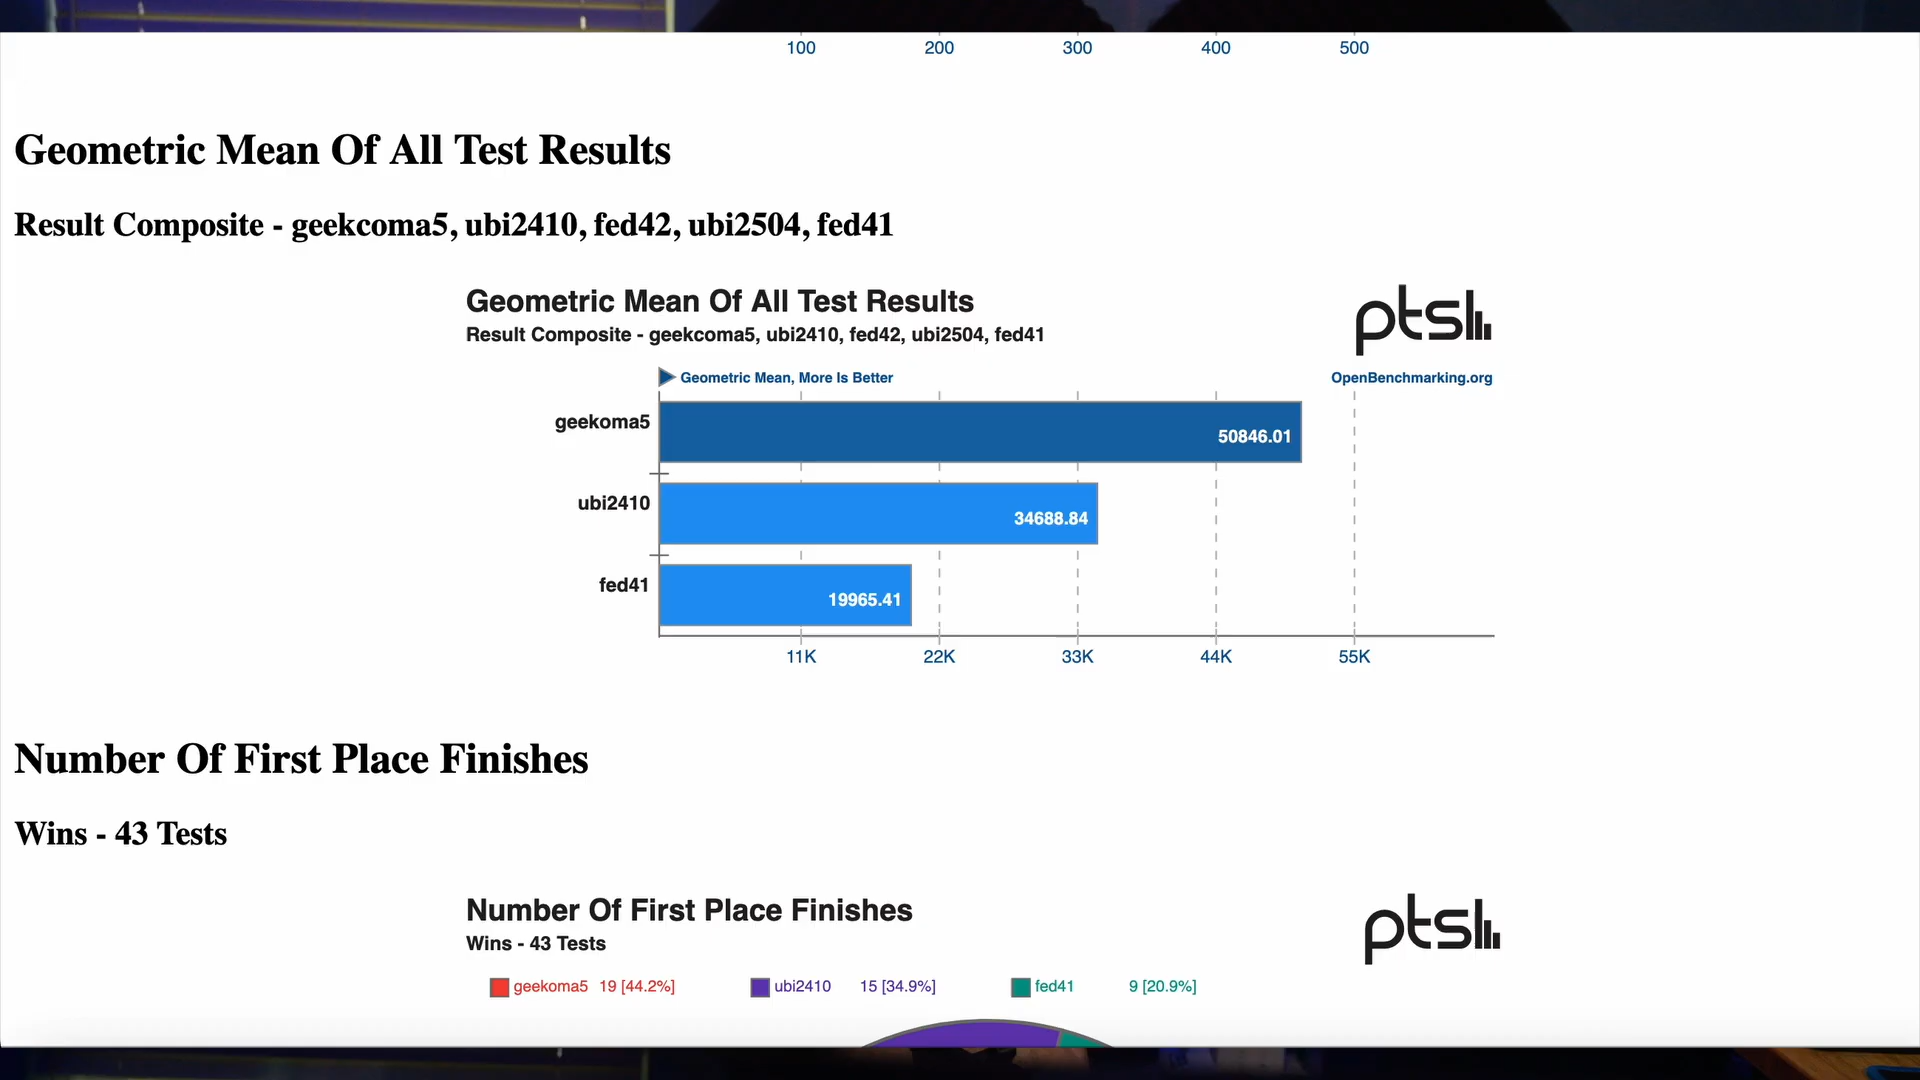 100 200 300 400 500
Geometric Mean Of All Test Results
Result Composite - geekcoma5, ubi2410, fed42, ubi2504, fed41
Geometric Mean Of All Test Results
Result Composite - geekcoma5, ubi2410, fed42, ubi2504, fed41
ptsl
Geometric Mean, More Is Better
OpenBenchmarking.org
geekoma5
50846.01
ubi2410
34688.84
fed41
19965.41
11K 22K 33K 44K 55K
Number Of First Place Finishes
Wins - 43 Tests
Number Of First Place Finishes
Wins - 43 Tests
ptsl
geekoma5 19 [44.2%] ubi2410 15 [34.9%] fed41 9 [20.9%]